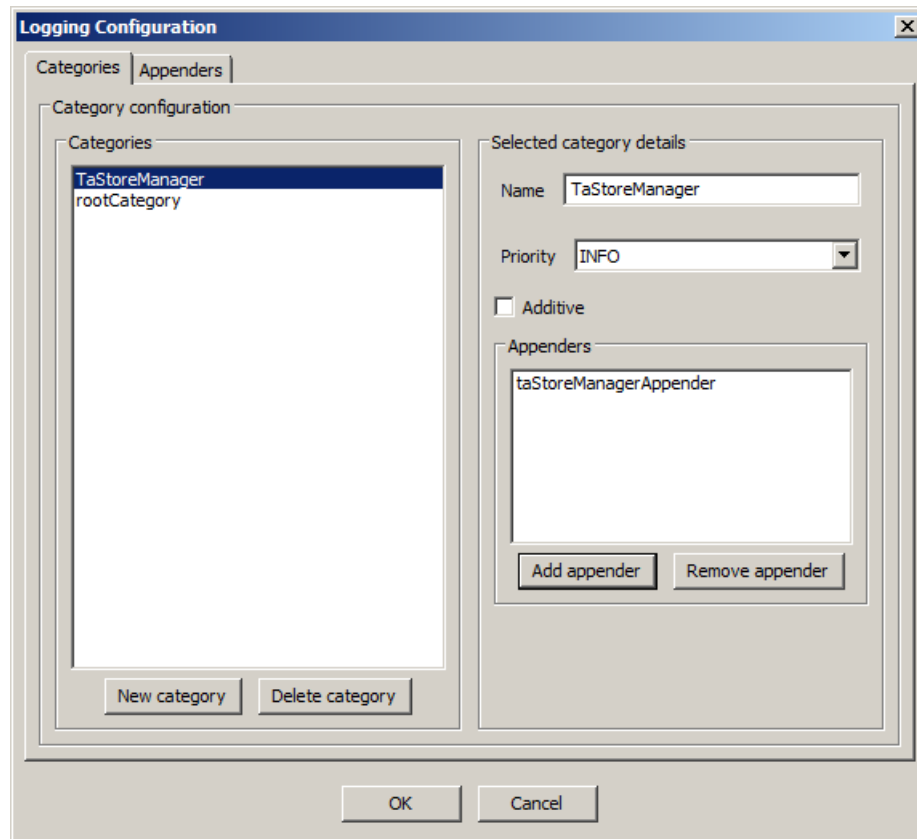 Logging Configuration
Categories
Appenders
Category configuration
Categories
TaStoreManager
rootCategory
New category
Delete category
Selected category details
Name
TaStoreManager
Priority
INFO
Additive
Appenders
taStoreManagerAppender
Add appender
Remove appender
OK
Cancel